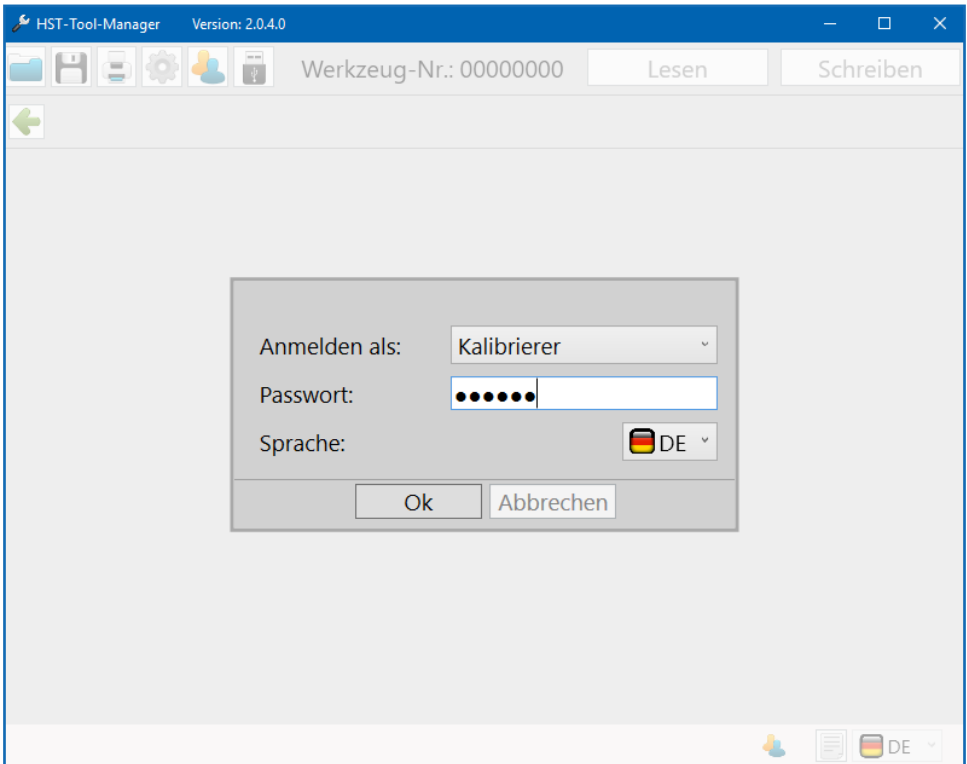 HST-Tool-Manager Version: 2.0.4.0
Werkzeug-Nr.: 00000000 Lesen Schreiben
Anmelden als: Kalibrierer
Passwort: ●●●●●●
Sprache: DE
Ok Abbrechen
DE